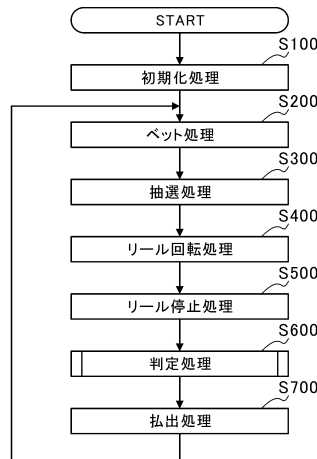 START
S100
初期化処理
S200
ベット処理
S300
抽選処理
S400
リール回転処理
S500
リール停止処理
S600
判定処理
S700
払出処理